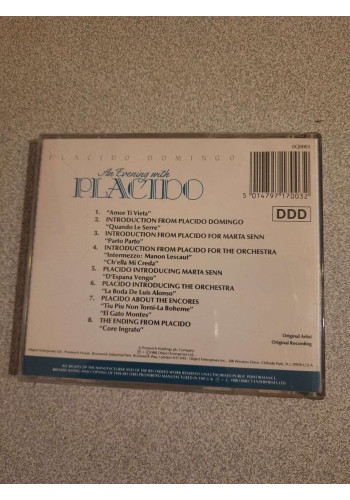 PLACIDO DOMINGO
An Evening with
PLACIDO
5 014797 170032
DDD
1. "Amor Ti Vieta"
2. INTRODUCTION FROM PLACIDO DOMINGO
"Quando Le Serre"
3. INTRODUCTION FROM PLACIDO FOR MARTA SENN
"Parto Parto"
4. INTRODUCTION FROM PLACIDO FOR THE ORCHESTRA
"Intermezzo: Manon Lescaut"
"Ch'ella Mi Creda"
5. PLACIDO INTRODUCING MARTA SENN
"D'Espana Vengo"
6. PLACIDO INTRODUCING THE ORCHESTRA
"La Boda De Luis Alonso"
7. PLACIDO ABOUT THE ENCORES
"Tiu Piu Non Torni-La Boheme"
"El Gato Montes"
8. THE ENDING FROM PLACIDO
"Core Ingrato"
Original Artist
Original Recording